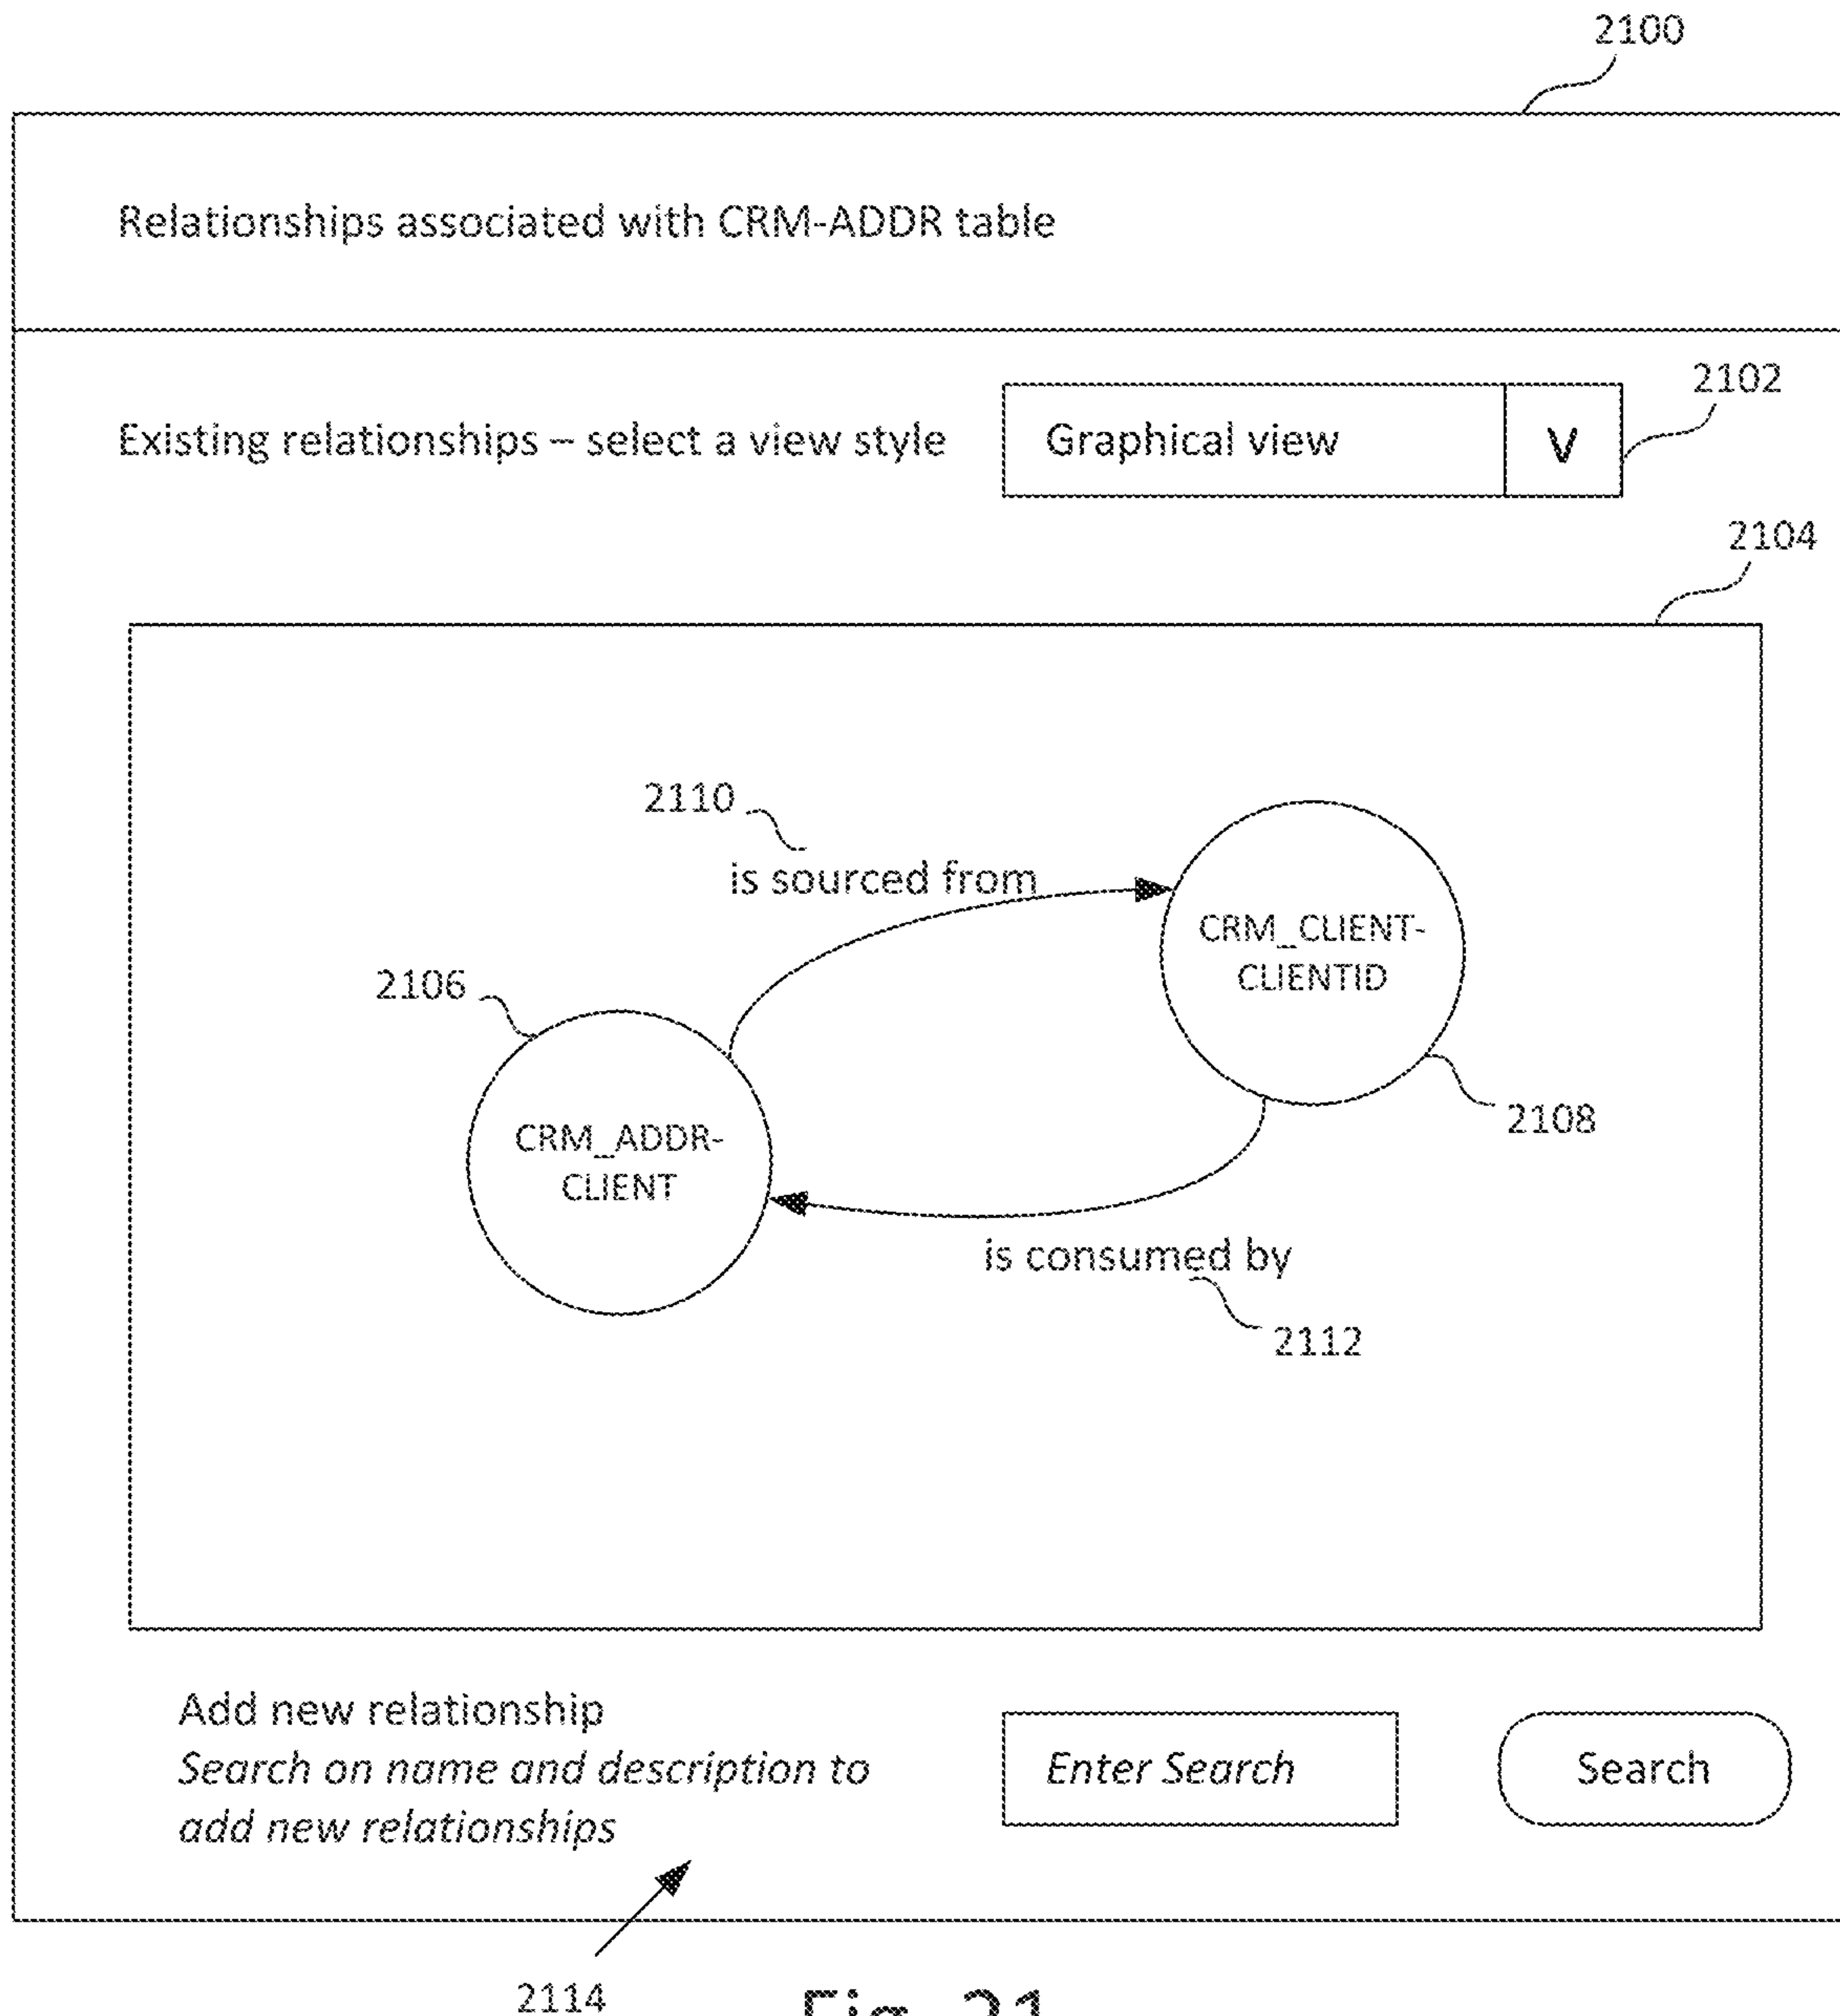 2100
Relationships associated with CRM-ADDR table
2102
Existing relationships – select a view style
Graphical view
V
2104
2110
is sourced from
CRM_CLIENT-
CLIENTID
2106
2108
CRM_ADDR-
CLIENT
is consumed by
2112
Add new relationship
Search on name and description to
add new relationships
Enter Search
Search
2114
Fig. 21